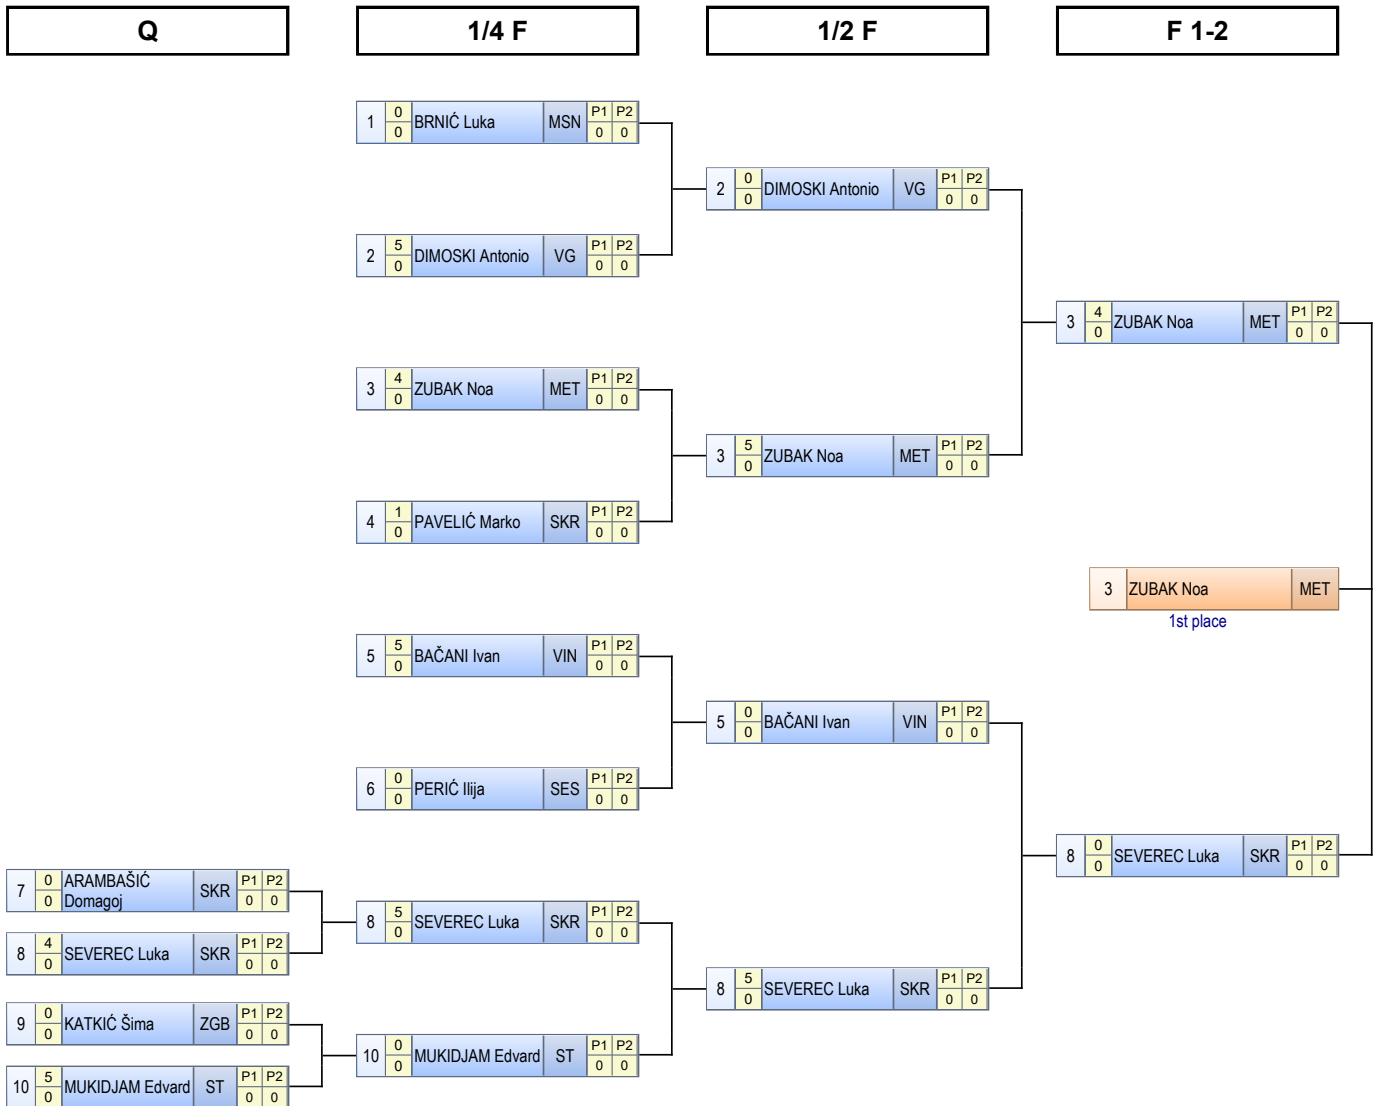 Q 1/4 F 1/2 F F 1-2
1 0 0 BRNIĆ Luka MSN P1 P2 0 0
2 0 0 DIMOSKI Antonio VG P1 P2 0 0
2 5 0 DIMOSKI Antonio VG P1 P2 0 0
3 4 0 ZUBAK Noa MET P1 P2 0 0
3 4 0 ZUBAK Noa MET P1 P2 0 0
3 5 0 ZUBAK Noa MET P1 P2 0 0
4 1 0 PAVELIĆ Marko SKR P1 P2 0 0
3 ZUBAK Noa MET
1st place
5 5 0 BAČANI Ivan VIN P1 P2 0 0
5 0 0 BAČANI Ivan VIN P1 P2 0 0
6 0 0 PERIĆ Ilija SES P1 P2 0 0
8 0 0 SEVEREC Luka SKR P1 P2 0 0
7 0 0 ARAMBAŠIĆ Domagoj SKR P1 P2 0 0
8 5 0 SEVEREC Luka SKR P1 P2 0 0
8 4 0 SEVEREC Luka SKR P1 P2 0 0
8 5 0 SEVEREC Luka SKR P1 P2 0 0
9 0 0 KATKIĆ Šima ZGB P1 P2 0 0
10 0 0 MUKIDJAM Edvard ST P1 P2 0 0
10 5 0 MUKIDJAM Edvard ST P1 P2 0 0